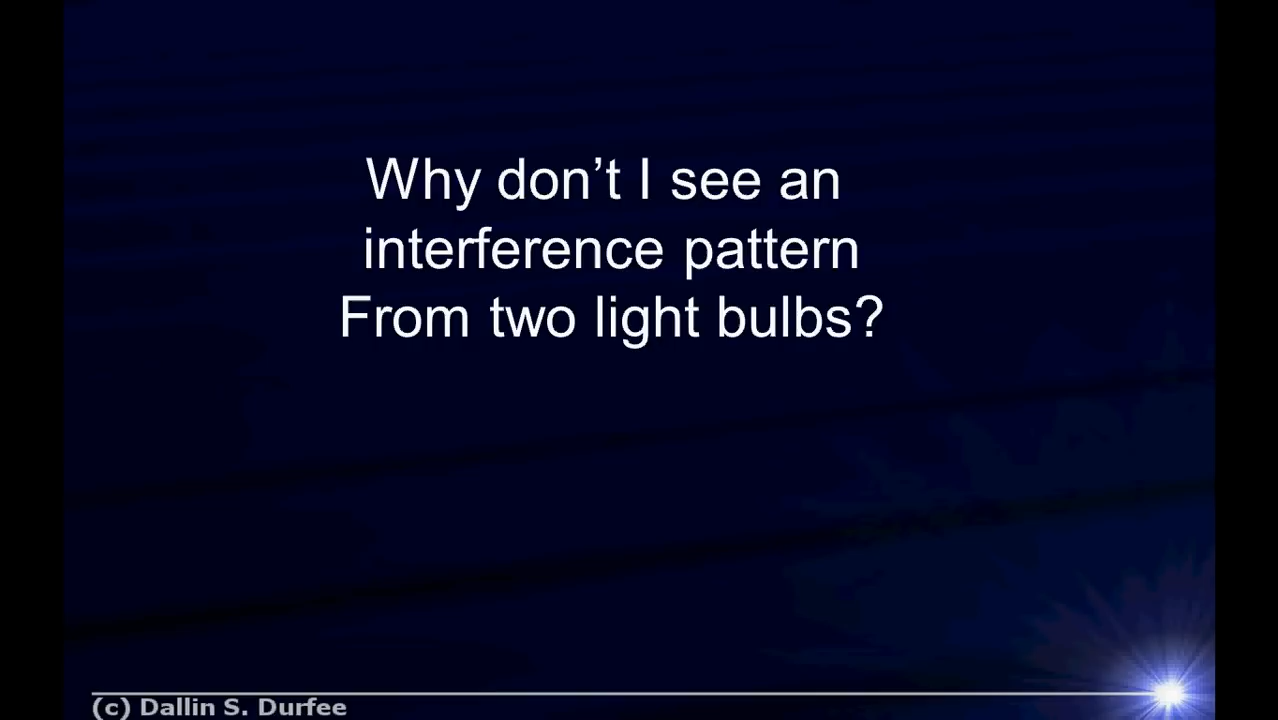 Why don’t I see an
interference pattern
From two light bulbs?
(c) Dallin S. Durfee